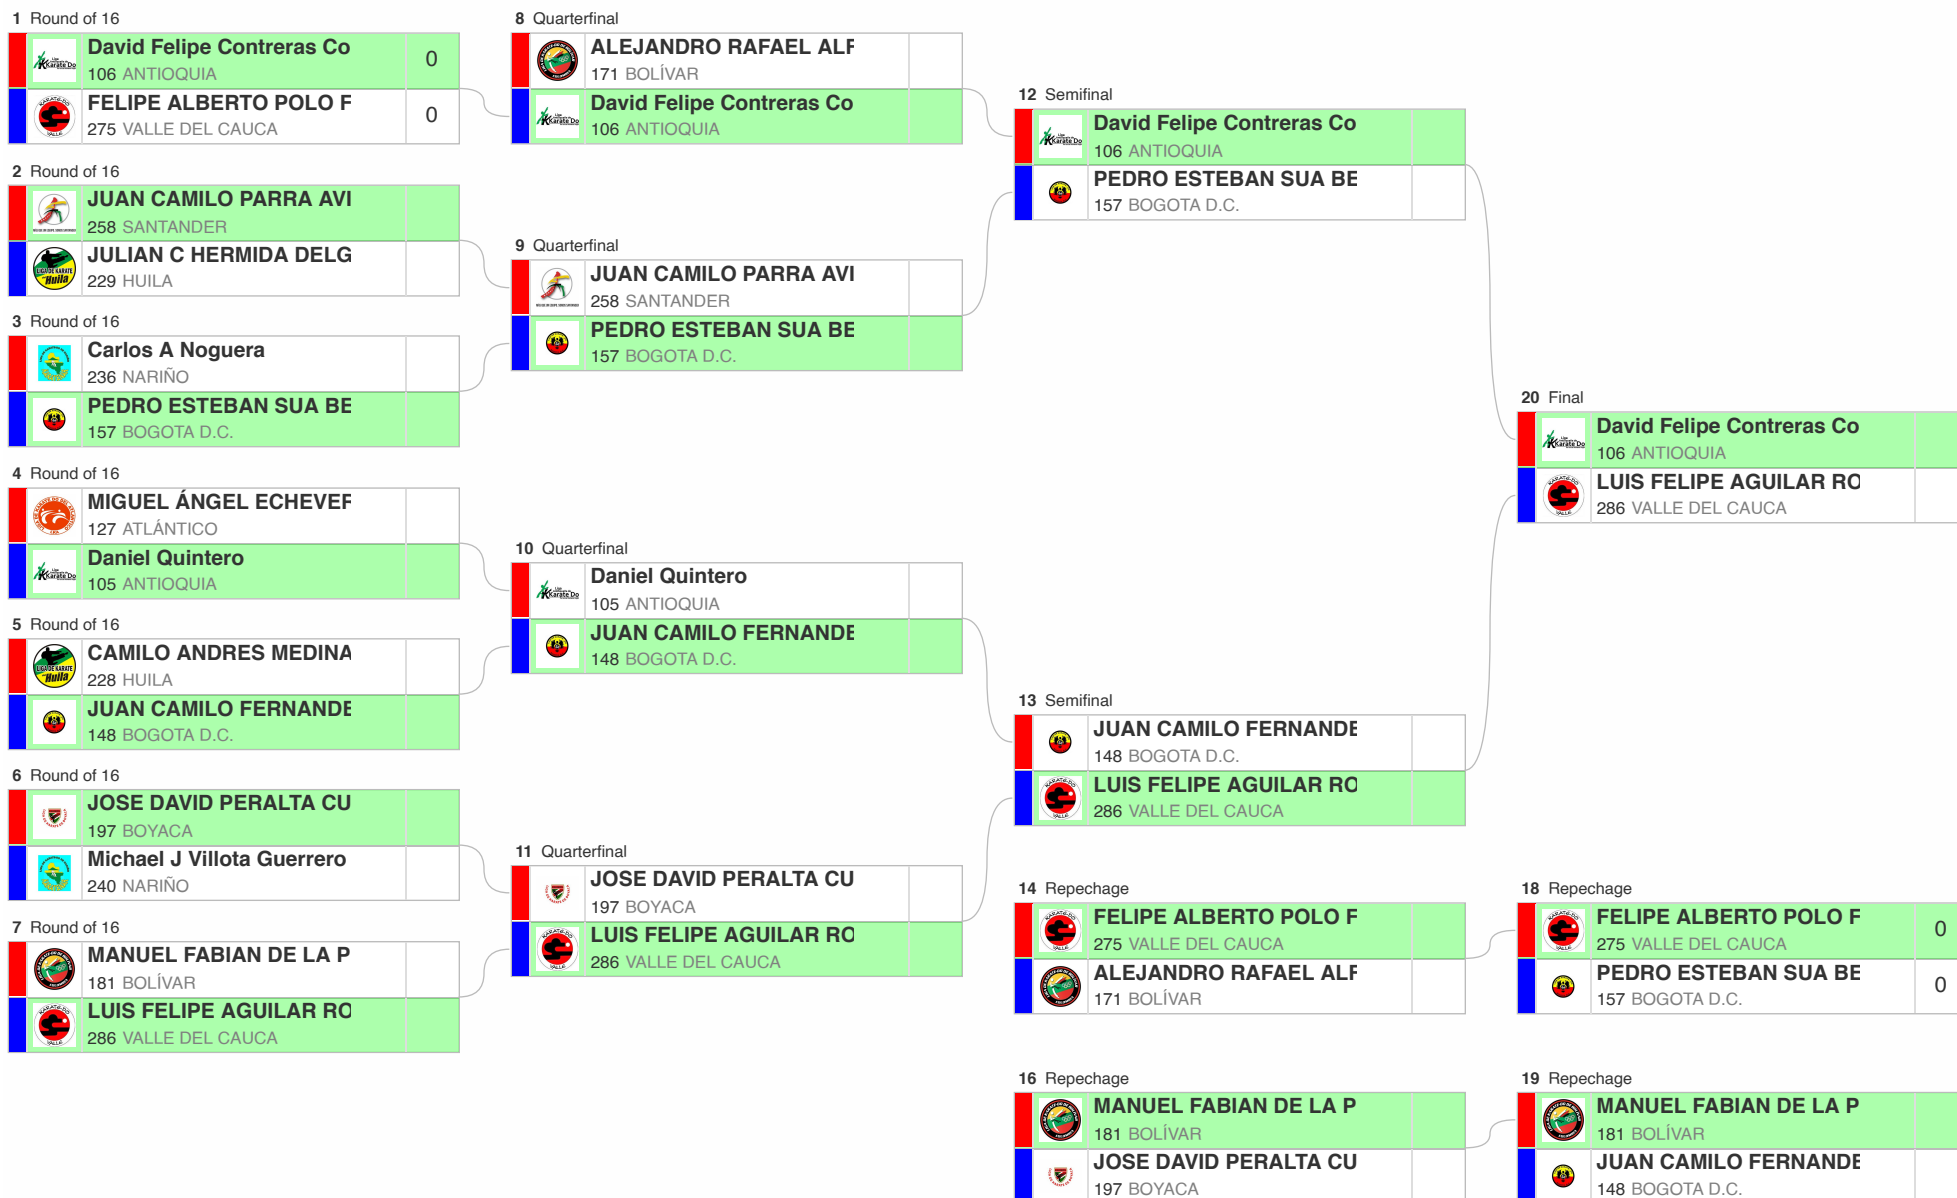 1 Round of 16
David Felipe Contreras Co
0
106 ANTIOQUIA
FELIPE ALBERTO POLO F
0
275 VALLE DEL CAUCA
2 Round of 16
JUAN CAMILO PARRA AVI
258 SANTANDER
JULIAN C HERMIDA DELG
229 HUILA
3 Round of 16
Carlos A Noguera
236 NARIÑO
PEDRO ESTEBAN SUA BE
157 BOGOTA D.C.
4 Round of 16
MIGUEL ÁNGEL ECHEVER
127 ATLÁNTICO
Daniel Quintero
105 ANTIOQUIA
5 Round of 16
CAMILO ANDRES MEDINA
228 HUILA
JUAN CAMILO FERNANDE
148 BOGOTA D.C.
6 Round of 16
JOSE DAVID PERALTA CU
197 BOYACA
Michael J Villota Guerrero
240 NARIÑO
7 Round of 16
MANUEL FABIAN DE LA P
181 BOLÍVAR
LUIS FELIPE AGUILAR RO
286 VALLE DEL CAUCA
8 Quarterfinal
ALEJANDRO RAFAEL ALF
171 BOLÍVAR
David Felipe Contreras Co
106 ANTIOQUIA
9 Quarterfinal
JUAN CAMILO PARRA AVI
258 SANTANDER
PEDRO ESTEBAN SUA BE
157 BOGOTA D.C.
10 Quarterfinal
Daniel Quintero
105 ANTIOQUIA
JUAN CAMILO FERNANDE
148 BOGOTA D.C.
11 Quarterfinal
JOSE DAVID PERALTA CU
197 BOYACA
LUIS FELIPE AGUILAR RO
286 VALLE DEL CAUCA
12 Semifinal
David Felipe Contreras Co
106 ANTIOQUIA
PEDRO ESTEBAN SUA BE
157 BOGOTA D.C.
13 Semifinal
JUAN CAMILO FERNANDE
148 BOGOTA D.C.
LUIS FELIPE AGUILAR RO
286 VALLE DEL CAUCA
14 Repechage
FELIPE ALBERTO POLO F
275 VALLE DEL CAUCA
ALEJANDRO RAFAEL ALF
171 BOLÍVAR
16 Repechage
MANUEL FABIAN DE LA P
181 BOLÍVAR
JOSE DAVID PERALTA CU
197 BOYACA
20 Final
David Felipe Contreras Co
106 ANTIOQUIA
LUIS FELIPE AGUILAR RO
286 VALLE DEL CAUCA
18 Repechage
FELIPE ALBERTO POLO F
0
275 VALLE DEL CAUCA
PEDRO ESTEBAN SUA BE
0
157 BOGOTA D.C.
19 Repechage
MANUEL FABIAN DE LA P
181 BOLÍVAR
JUAN CAMILO FERNANDE
148 BOGOTA D.C.